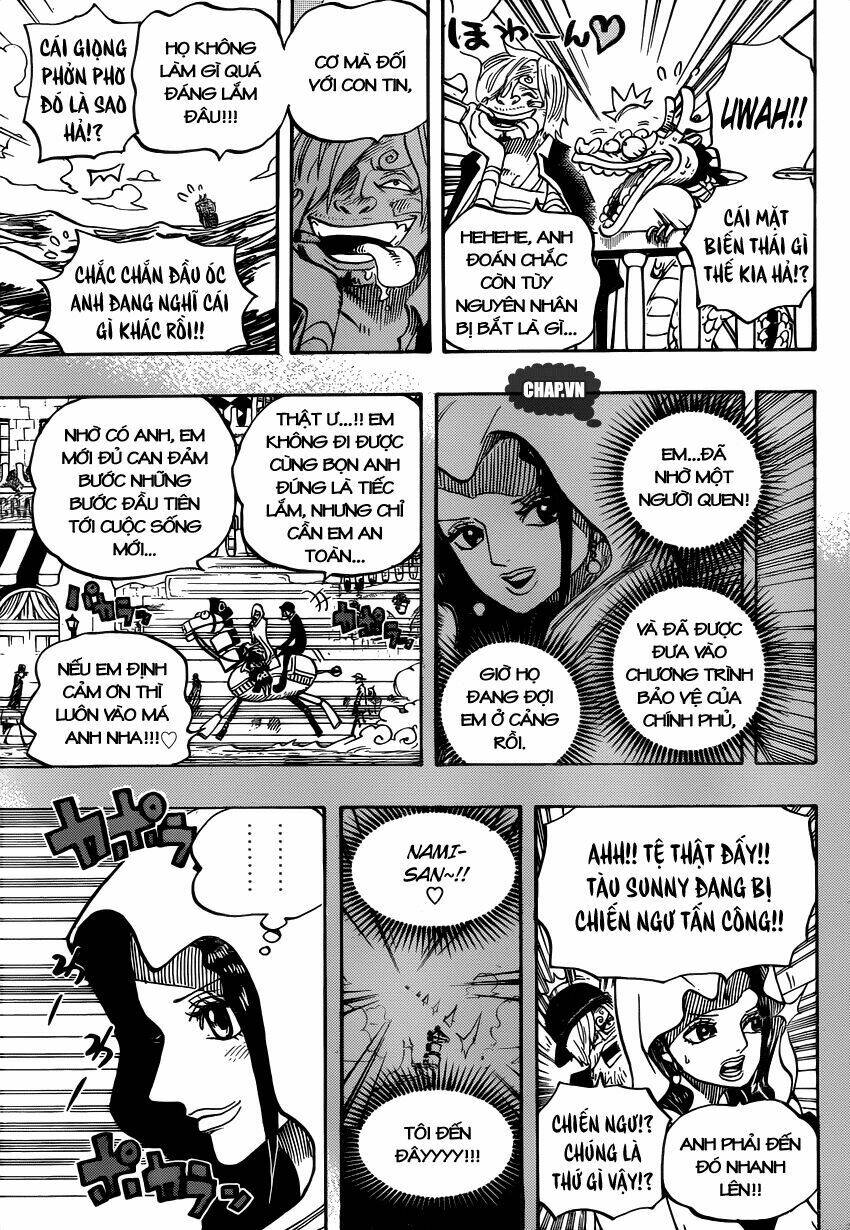 ほわーん♡
UWAH!!
CÁI MẶT
BIẾN THÁI GÌ
THẾ KIA HẢ!?
HEHEHE, ANH
ĐOÁN CHẮC
CÒN TÙY
NGUYÊN NHÂN
BỊ BẮT LÀ GÌ...
CƠ MÀ ĐỐI
VỚI CON TIN,
HỌ KHÔNG
LÀM GÌ QUÁ
ĐÁNG LẮM
ĐÂU!!!
CÁI GIỌNG
PHỞN PHƠ
ĐÓ LÀ SAO
HẢ!?
CHẮC CHẮN ĐẦU ÓC
ANH ĐANG NGHĨ CÁI
GÌ KHÁC RỒI!!
CHAP.VN
EM...ĐÃ
NHỜ MỘT
NGƯỜI QUEN!
VÀ ĐÃ ĐƯỢC
ĐƯA VÀO
CHƯƠNG TRÌNH
BẢO VỆ CỦA
CHÍNH PHỦ,
GIỜ HỌ
ĐANG ĐỢI
EM Ở CẢNG
RỒI.
THẬT Ư...!! EM
KHÔNG ĐI ĐƯỢC
CÙNG BỌN ANH
ĐÚNG LÀ TIẾC
LẮM, NHƯNG CHỈ
CẦN EM AN
TOÀN...
NHỜ CÓ ANH, EM
MỚI ĐỦ CAN ĐẢM
BƯỚC NHỮNG
BƯỚC ĐẦU TIÊN
TỚI CUỘC SỐNG
MỚI...
パカラッ
NẾU EM ĐỊNH
CẢM ƠN THÌ
LUÔN VÀO MÁ
ANH NHA!!!♡
AHH!! TỆ THẬT ĐẤY!!
TÀU SUNNY ĐANG BỊ
CHIẾN NGƯ TẤN CÔNG!!
CHIẾN NGƯ!?
CHÚNG LÀ
THỨ GÌ VẬY!?
ANH PHẢI ĐẾN
ĐÓ NHANH
LÊN!!
NAMI-
SAN~!!
♡
TÔI ĐẾN
ĐÂYYYY!!!